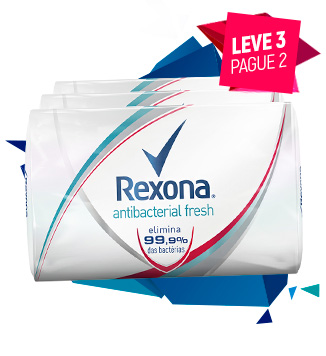 LEVE 3
PAGUE 2
Rexona®
antibacterial fresh
elimina
99,9%
das bactérias